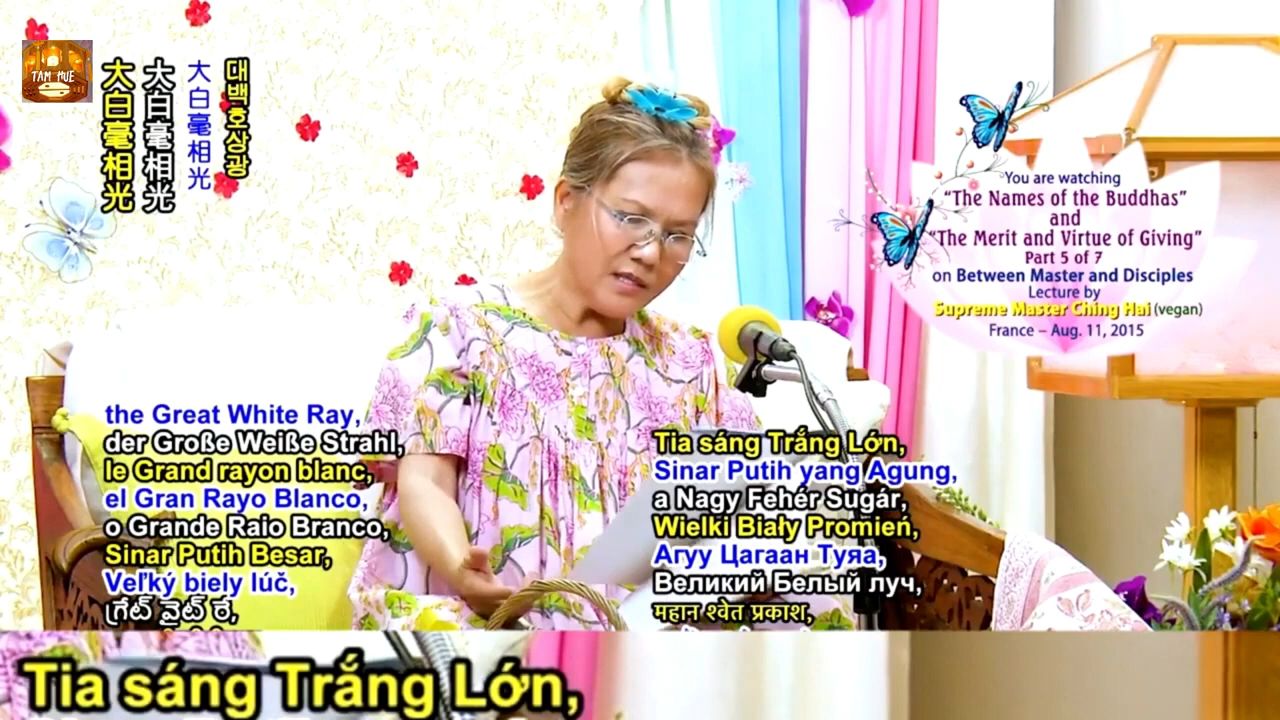 TAM HUE
大白毫相光
大白毫相光
大白毫相光
대백호상광
You are watching
“The Names of the Buddhas”
and
“The Merit and Virtue of Giving”
Part 5 of 7
on Between Master and Disciples
Lecture by
Supreme Master Ching Hai (vegan)
France – Aug. 11, 2015
the Great White Ray,
der Große Weiße Strahl,
le Grand rayon blanc,
el Gran Rayo Blanco,
o Grande Raio Branco,
Sinar Putih Besar,
Veľký biely lúč,
గ్రేట్ వైట్ రే,
Tia sáng Trắng Lớn,
Sinar Putih yang Agung,
a Nagy Fehér Sugár,
Wielki Biały Promień,
Агуу Цагаан Туяа,
Великий Белый луч,
महान श्वेत प्रकाश,
Tia sáng Trắng Lớn,